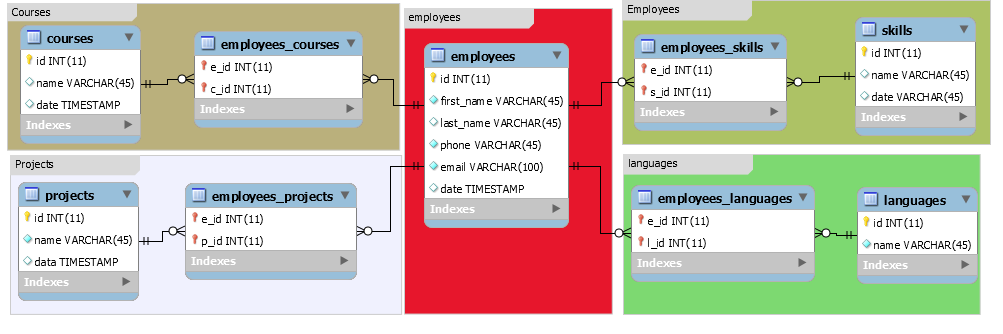 Courses
courses
id INT(11)
name VARCHAR(45)
date TIMESTAMP
Indexes
employees_courses
e_id INT(11)
c_id INT(11)
Indexes
employees
employees
id INT(11)
first_name VARCHAR(45)
last_name VARCHAR(45)
phone VARCHAR(45)
email VARCHAR(100)
date TIMESTAMP
Indexes
Employees
employees_skills
e_id INT(11)
s_id INT(11)
Indexes
skills
id INT(11)
name VARCHAR(45)
date VARCHAR(45)
Indexes
Projects
projects
id INT(11)
name VARCHAR(45)
data TIMESTAMP
Indexes
employees_projects
e_id INT(11)
p_id INT(11)
Indexes
languages
employees_languages
e_id INT(11)
l_id INT(11)
Indexes
languages
id INT(11)
name VARCHAR(45)
Indexes